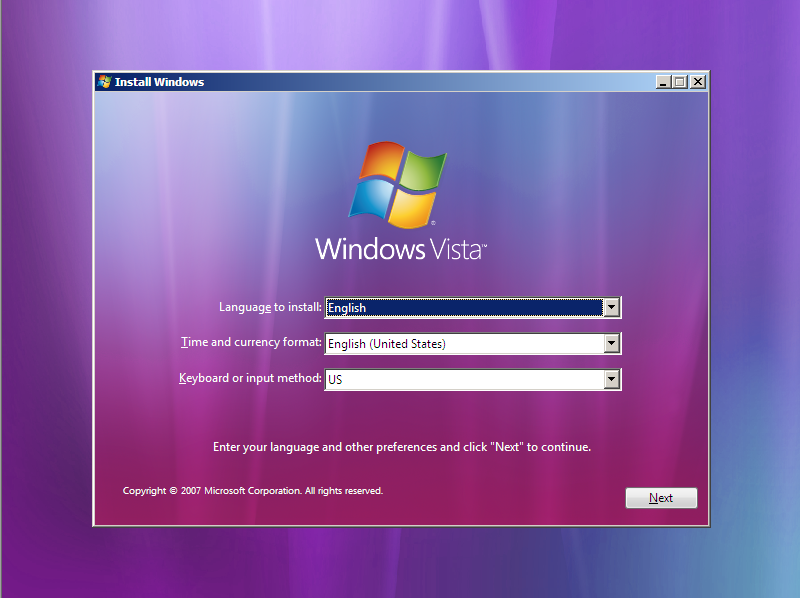 Install Windows
Windows Vista™
Language to install: English
Time and currency format: English (United States)
Keyboard or input method: US
Enter your language and other preferences and click "Next" to continue.
Copyright © 2007 Microsoft Corporation. All rights reserved.
Next